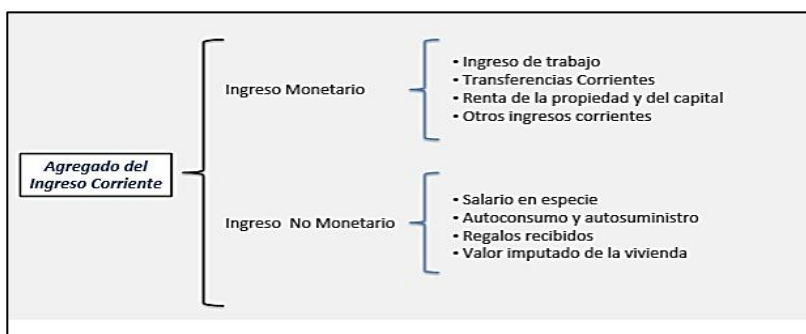 Agregado del
Ingreso Corriente
Ingreso Monetario
• Ingreso de trabajo
• Transferencias Corrientes
• Renta de la propiedad y del capital
• Otros ingresos corrientes
Ingreso No Monetario
• Salario en especie
• Autoconsumo y autosuministro
• Regalos recibidos
• Valor imputado de la vivienda